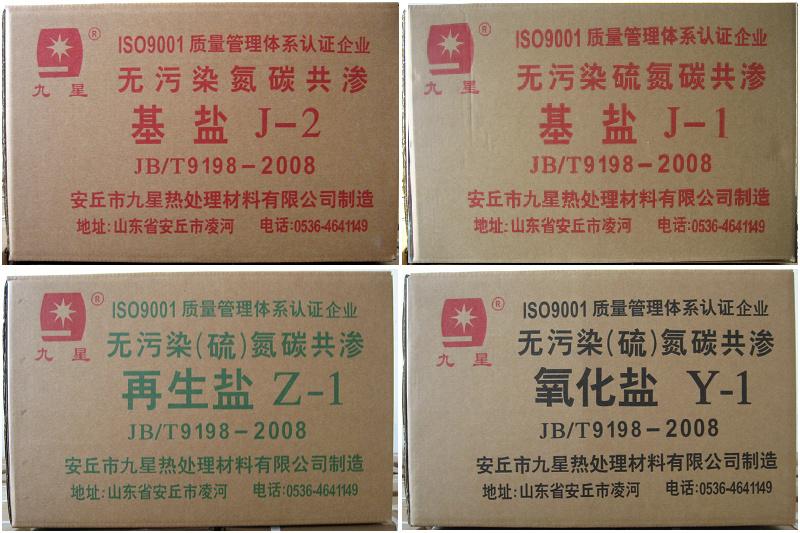 ®
九星
ISO9001 质量管理体系认证企业
无污染氮碳共渗
基盐 J-2
JB/T9198-2008
安丘市九星热处理材料有限公司制造
地址:山东省安丘市凌河 电话:0536-4641149
®
九星
ISO9001 质量管理体系认证企业
无污染硫氮碳共渗
基盐 J-1
JB/T9198-2008
安丘市九星热处理材料有限公司制造
地址:山东省安丘市凌河 电话:0536-4641149
®
九星
ISO9001 质量管理体系认证企业
无污染(硫)氮碳共渗
再生盐 Z-1
JB/T9198-2008
安丘市九星热处理材料有限公司制造
地址:山东省安丘市凌河 电话:0536-4641149
®
九星
ISO9001 质量管理体系认证企业
无污染(硫)氮碳共渗
氧化盐 Y-1
JB/T9198-2008
安丘市九星热处理材料有限公司制造
地址:山东省安丘市凌河 电话:0536-4641149